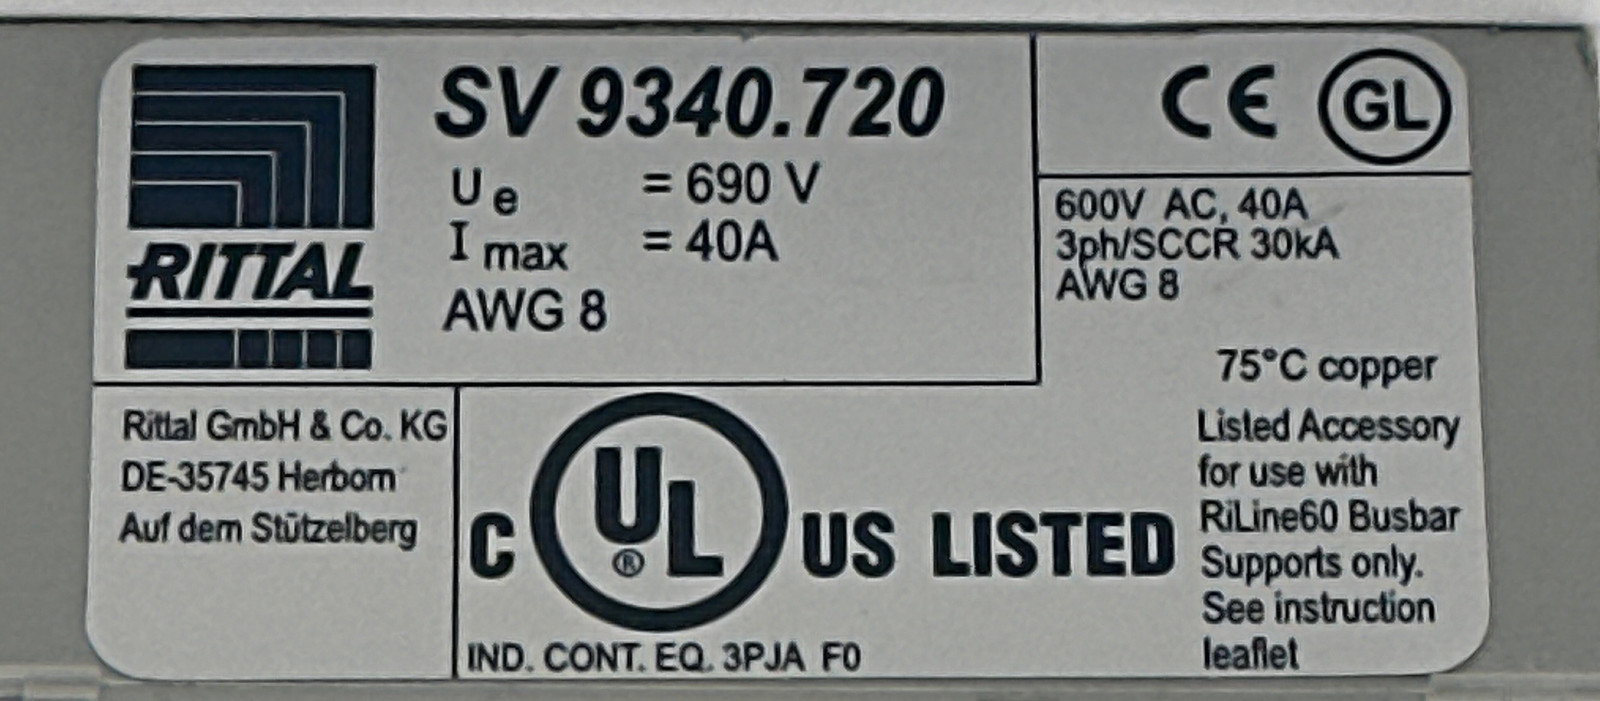 RITTAL
SV 9340.720
Ue = 690 V
I max = 40A
AWG 8
CE GL
600V AC, 40A
3ph/SCCR 30kA
AWG 8
75°C copper
Listed Accessory
for use with
RiLine60 Busbar
Supports only.
See instruction
leaflet
Rittal GmbH & Co. KG
DE-35745 Herborn
Auf dem Stützelberg
C UL® US LISTED
IND. CONT. EQ. 3PJA F0